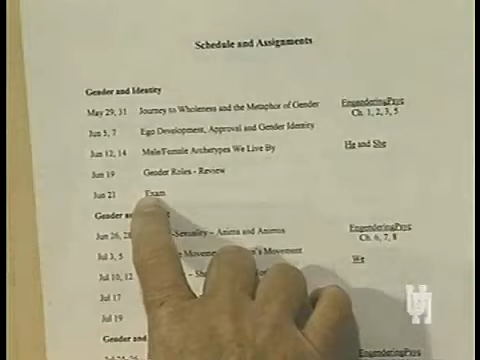 Schedule and Assignments
Gender and Identity
May 29, 31 Journey to Wholeness and the Metaphor of Gender EngenderingPsyc
Ch. 1, 2, 3, 5
Jun 5, 7 Ego Development, Approval and Gender Identity
Jun 12, 14 Male/Female Archetypes We Live By He and She
Jun 19 Gender Roles - Review
Jun 21 Exam
Gender
Jun 26, -Sexuality - Anima and Animus EngenderingPsyc
Ch. 6, 7, 8
Jul 3, 5 Movement We
Jul 10, 12
Jul 17
Jul 19
Gender
EngenderingPsyc